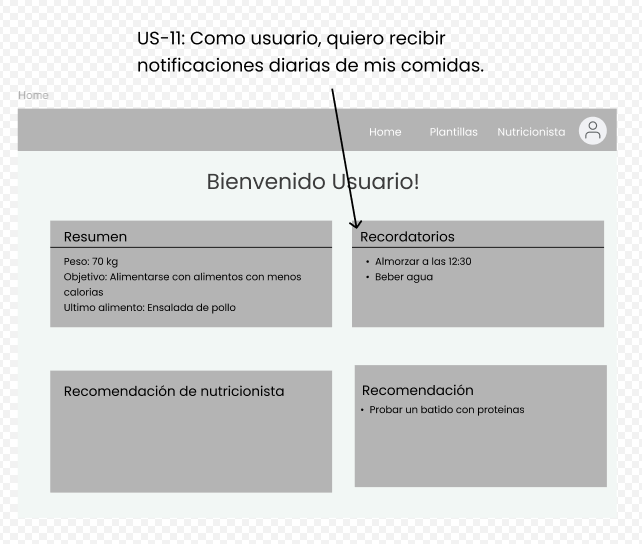 US-11: Como usuario, quiero recibir
notificaciones diarias de mis comidas.
Home
Home Plantillas Nutricionista
Bienvenido Usuario!
Resumen
Peso: 70 kg
Objetivo: Alimentarse con alimentos con menos
calorias
Ultimo alimento: Ensalada de pollo
Recordatorios
• Almorzar a las 12:30
• Beber agua
Recomendación de nutricionista
Recomendación
• Probar un batido con proteinas